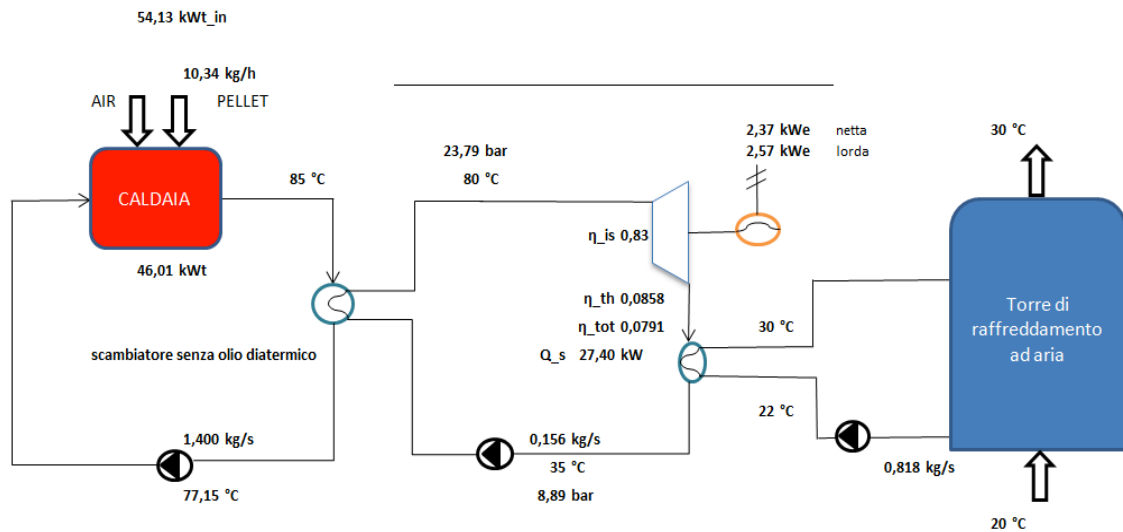 54,13 kWt_in
10,34 kg/h
AIR
PELLET
CALDAIA
46,01 kWt
85 °C
scambiatore senza olio diatermico
1,400 kg/s
77,15 °C
23,79 bar
80 °C
2,37 kWe netta
2,57 kWe lorda
η_is 0,83
η_th 0,0858
η_tot 0,0791
Q_s 27,40 kW
0,156 kg/s
35 °C
8,89 bar
30 °C
22 °C
0,818 kg/s
30 °C
Torre di
raffreddamento
ad aria
20 °C